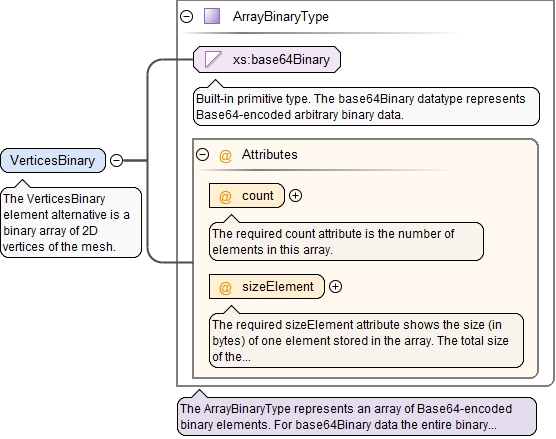 ArrayBinaryType
xs:base64Binary
Built-in primitive type. The base64Binary datatype represents
Base64-encoded arbitrary binary data.
VerticesBinary
The VerticesBinary
element alternative is a
binary array of 2D
vertices of the mesh.
@ Attributes
@ count
The required count attribute is the number of
elements in this array.
@ sizeElement
The required sizeElement attribute shows the size (in
bytes) of one element stored in the array. The total size
of the...
The ArrayBinaryType represents an array of Base64-encoded
binary elements. For base64Binary data the entire binary...